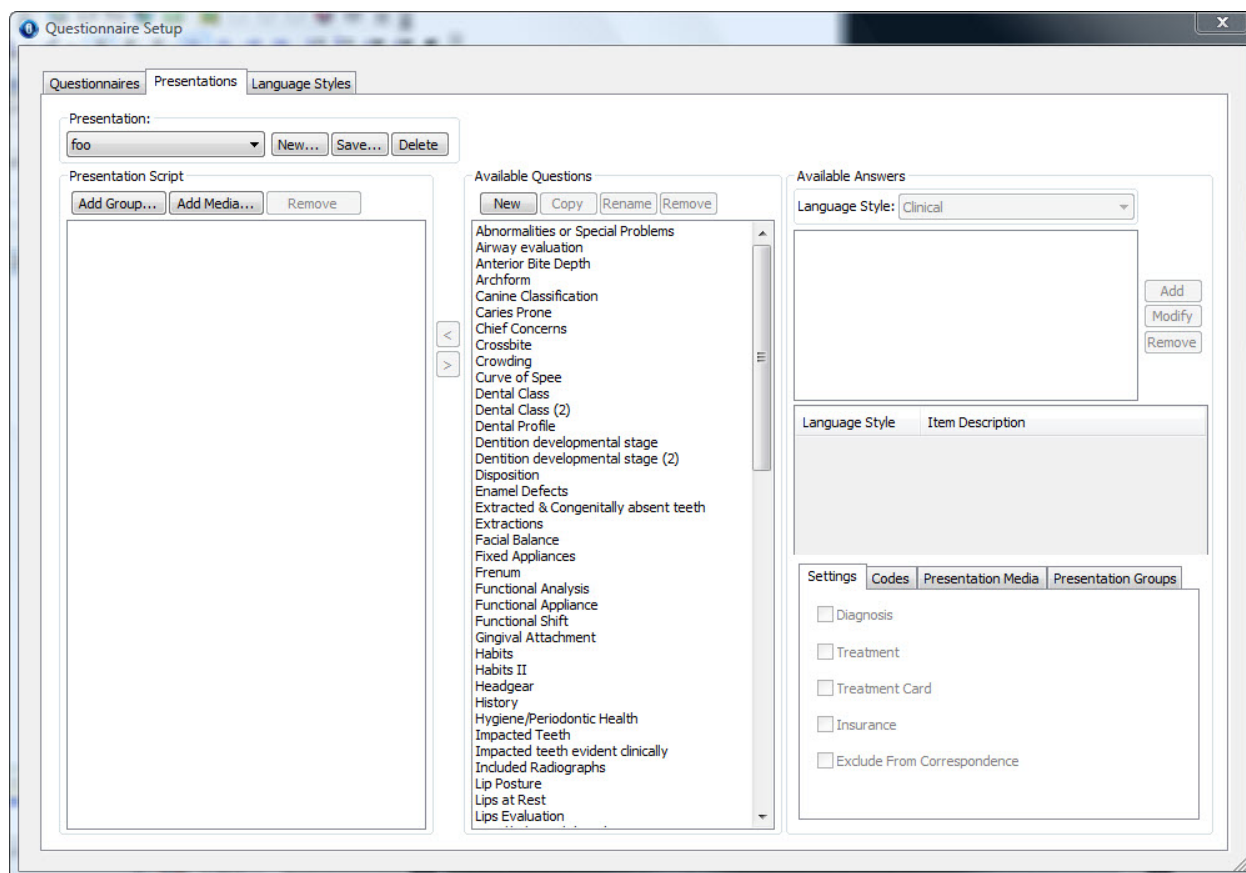 Questionnaire Setup
Questionnaires Presentations Language Styles
Presentation:
foo New... Save... Delete
Presentation Script
Add Group... Add Media... Remove
<
>
Available Questions
New Copy Rename Remove
Abnormalities or Special Problems
Airway evaluation
Anterior Bite Depth
Archform
Canine Classification
Caries Prone
Chief Concerns
Crossbite
Crowding
Curve of Spee
Dental Class
Dental Class (2)
Dental Profile
Dentition developmental stage
Dentition developmental stage (2)
Disposition
Enamel Defects
Extracted & Congenitally absent teeth
Extractions
Facial Balance
Fixed Appliances
Frenum
Functional Analysis
Functional Appliance
Functional Shift
Gingival Attachment
Habits
Habits II
Headgear
History
Hygiene/Periodontic Health
Impacted Teeth
Impacted teeth evident clinically
Included Radiographs
Lip Posture
Lips at Rest
Lips Evaluation
Available Answers
Language Style: Clinical
Add
Modify
Remove
Language Style Item Description
Settings Codes Presentation Media Presentation Groups
Diagnosis
Treatment
Treatment Card
Insurance
Exclude From Correspondence